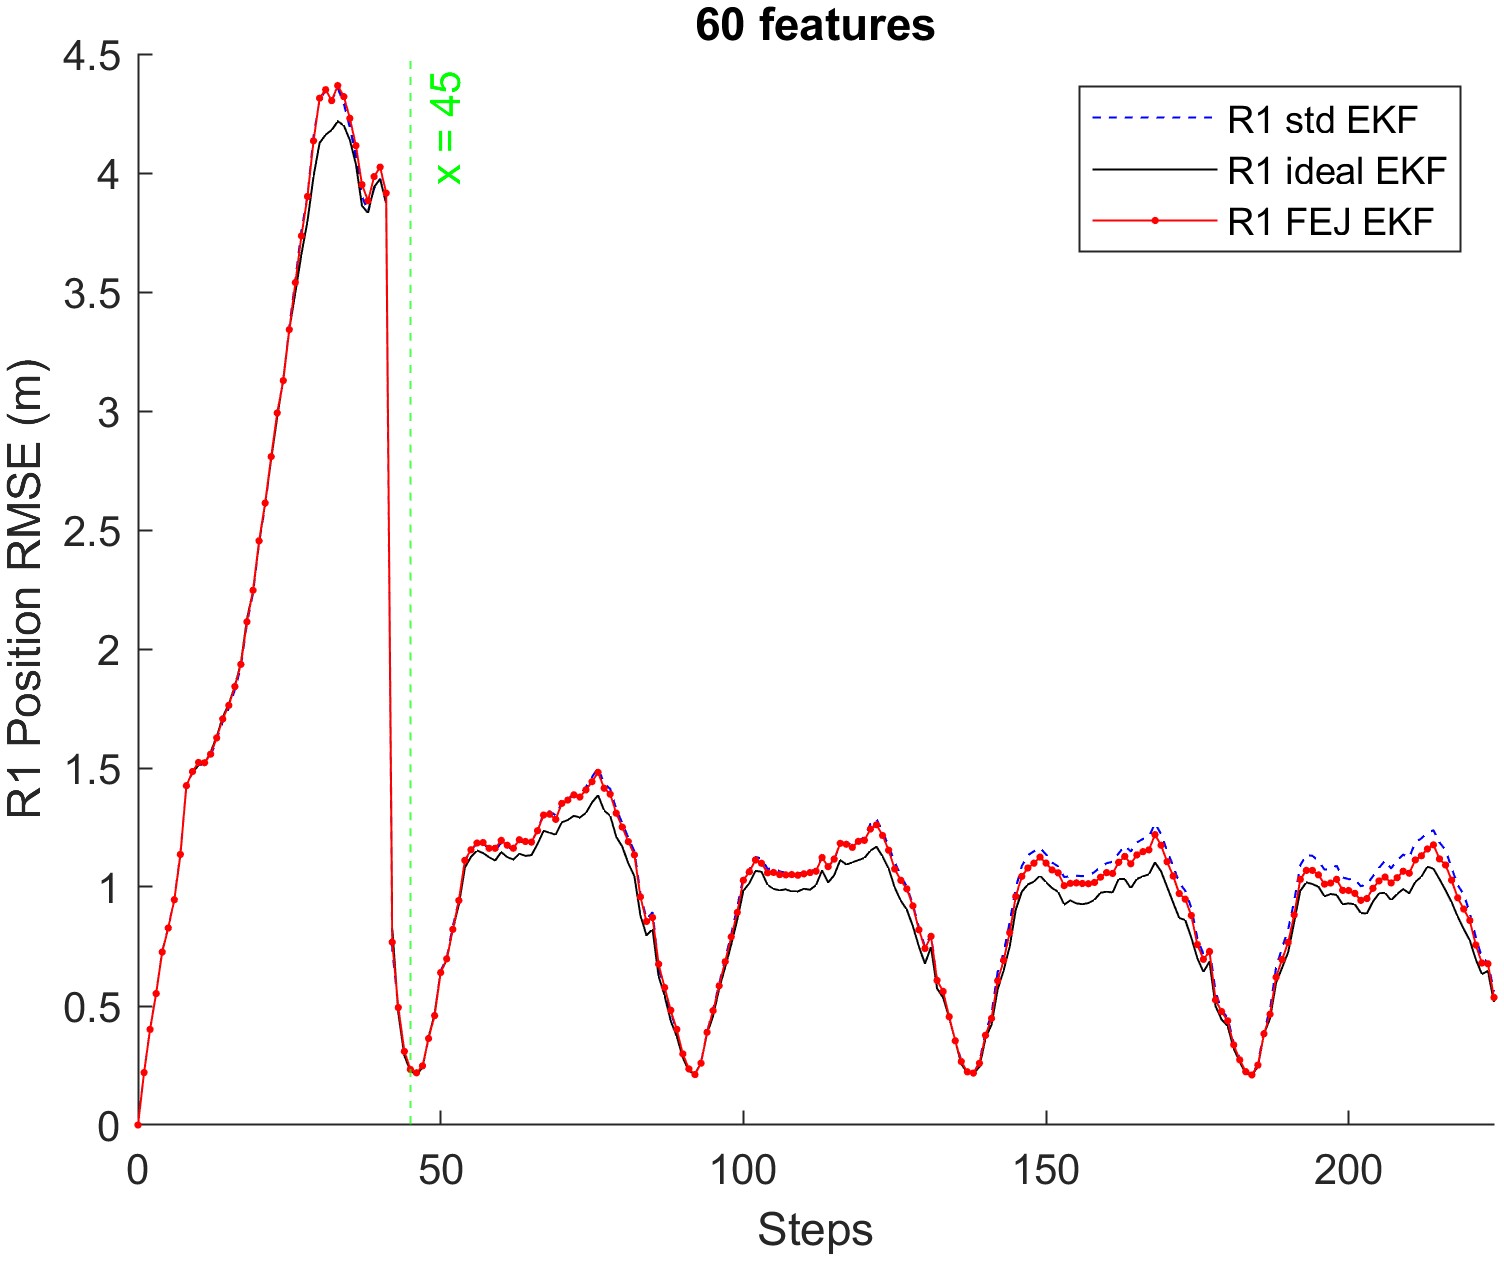 60 features
x = 45
R1 std EKF
R1 ideal EKF
R1 FEJ EKF
R1 Position RMSE (m)
4.5
4
3.5
3
2.5
2
1.5
1
0.5
0
0 50 100 150 200
Steps